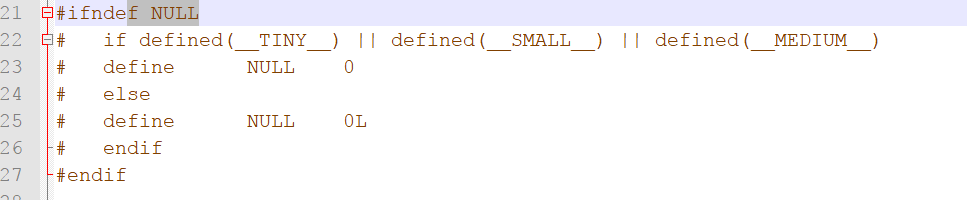 21 #ifndef NULL
22 #   if defined(__TINY__) || defined(__SMALL__) || defined(__MEDIUM__)
23 #   define      NULL    0
24 #   else
25 #   define      NULL    0L
26 #   endif
27 #endif